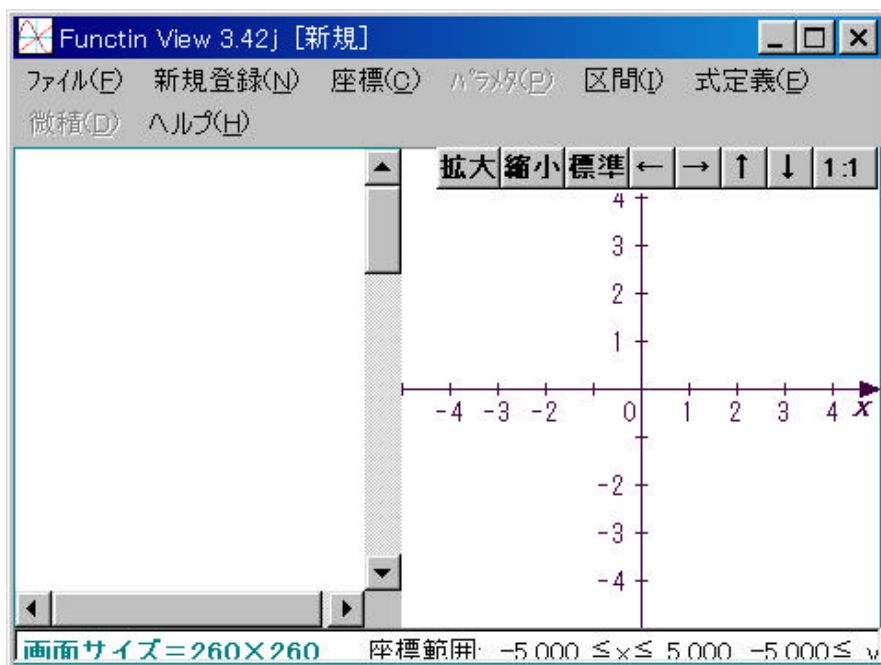 Functin View 3.42j [新規]
ファイル(F) 新規登録(N) 座標(C) パラメタ(P) 区間(I) 式定義(E)
微積(D) ヘルプ(H)
拡大 縮小 標準 ← → ↑ ↓ 1:1
4
3
2
1
-4 -3 -2 0 1 2 3 4 x
-2
-3
-4
画面サイズ=260×260 座標範囲: -5.000 ≦x≦ 5.000 -5.000≦ y